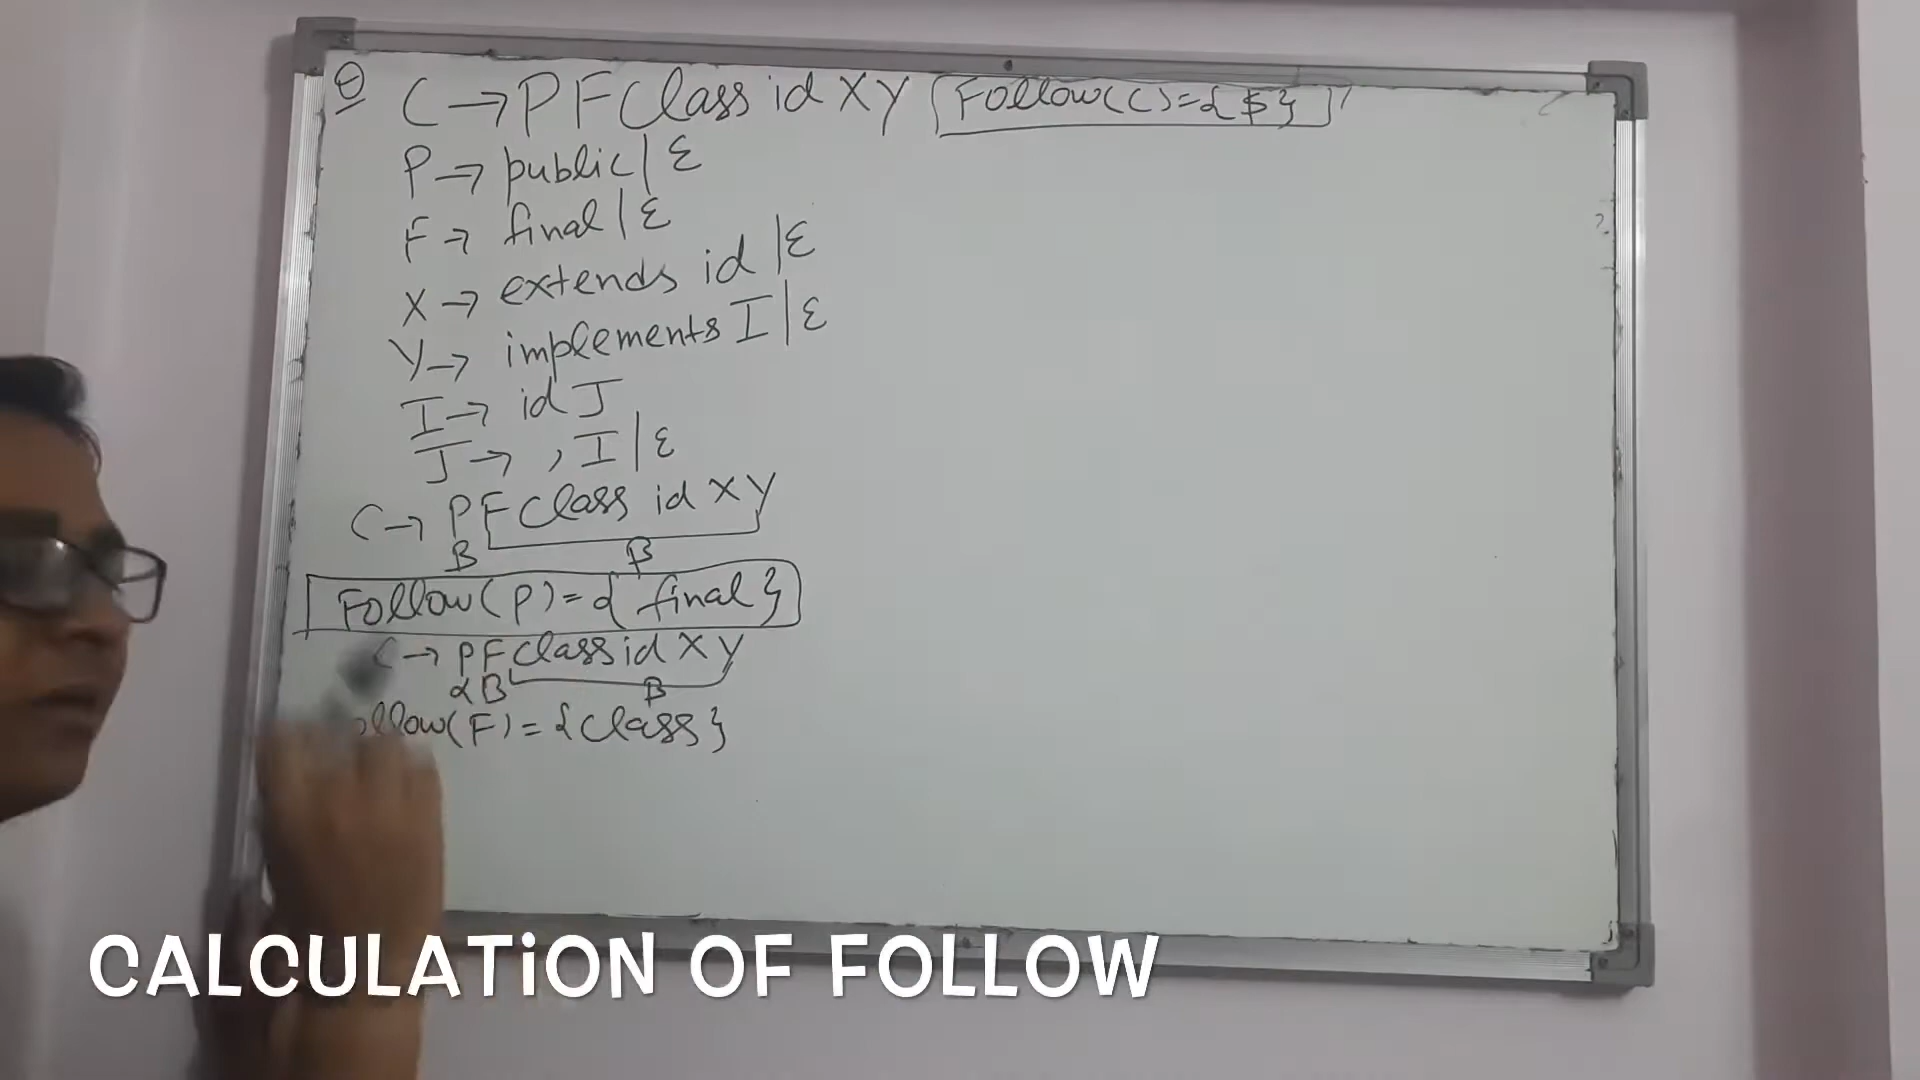 Q C → P F Class id X Y Follow(C)={$}
P → public | ε
F → final | ε
X → extends id | ε
Y → implements I | ε
I → id J
J → , I | ε
C → P F Class id X Y
B β
Follow(P)={final}
C → P F Class id X Y
α B β
ollow(F)={Class}
CALCULATION OF FOLLOW